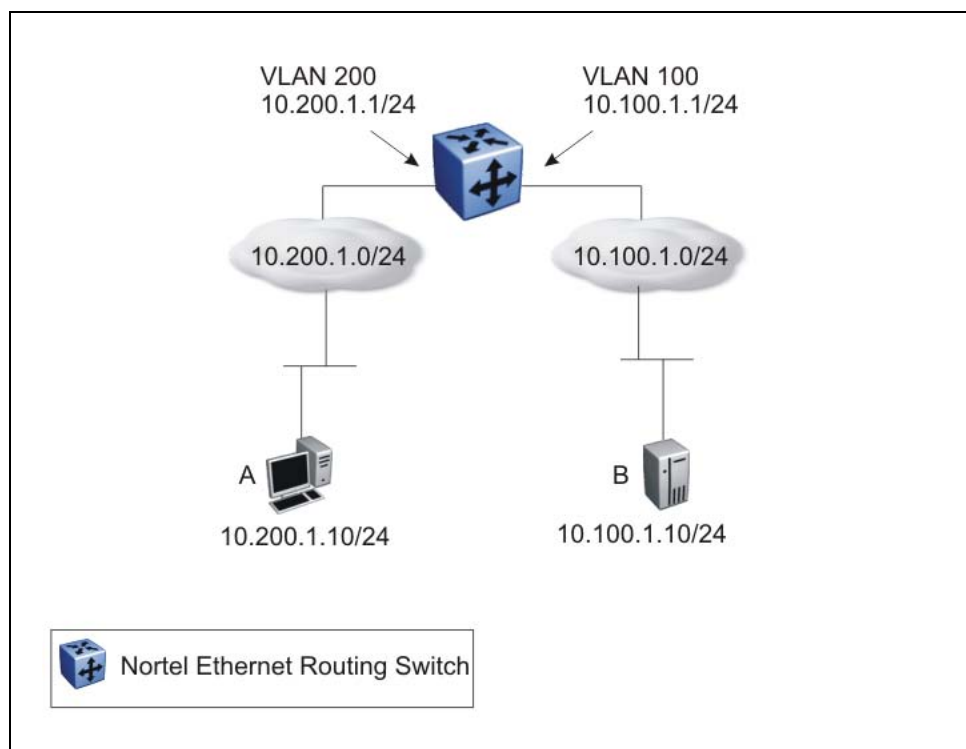 VLAN 200
10.200.1.1/24
VLAN 100
10.100.1.1/24
10.200.1.0/24
10.100.1.0/24
A
10.200.1.10/24
B
10.100.1.10/24
Nortel Ethernet Routing Switch